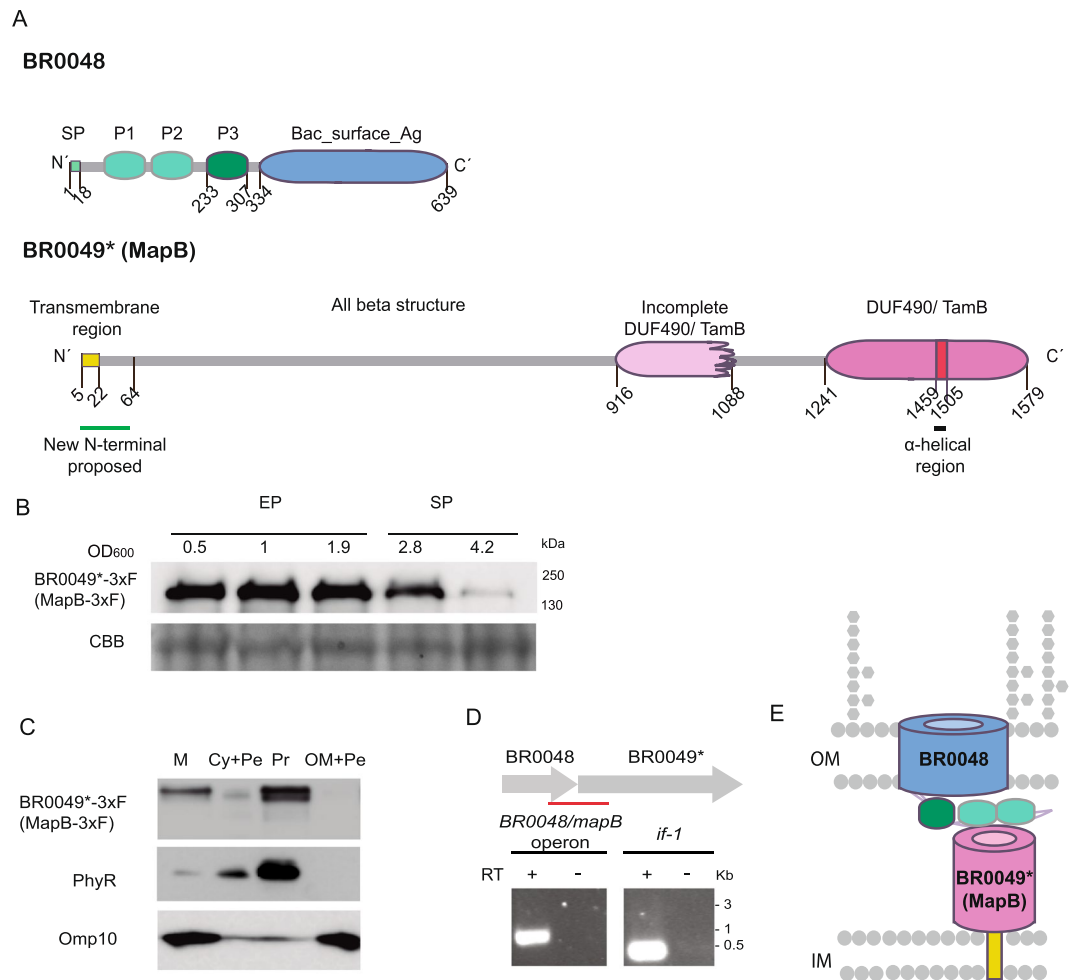 A
BR0048
SP P1 P2 P3 Bac_surface_Ag
N´ C´
1 18 233 307 334 639
BR0049* (MapB)
Transmembrane
region
All beta structure
Incomplete
DUF490/ TamB
DUF490/ TamB
N´ C´
5 22 64 916 1088 1241 1459 1505 1579
New N-terminal
proposed
α-helical
region
B
EP SP
OD600 0.5 1 1.9 2.8 4.2 kDa
BR0049*-3xF
(MapB-3xF)
250
130
CBB
C
M Cy+Pe Pr OM+Pe
BR0049*-3xF
(MapB-3xF)
PhyR
Omp10
D
BR0048 BR0049*
BR0048/mapB
operon
if-1
RT + - + - Kb
- 3
- 1
- 0.5
E
OM
BR0048
BR0049*
(MapB)
IM